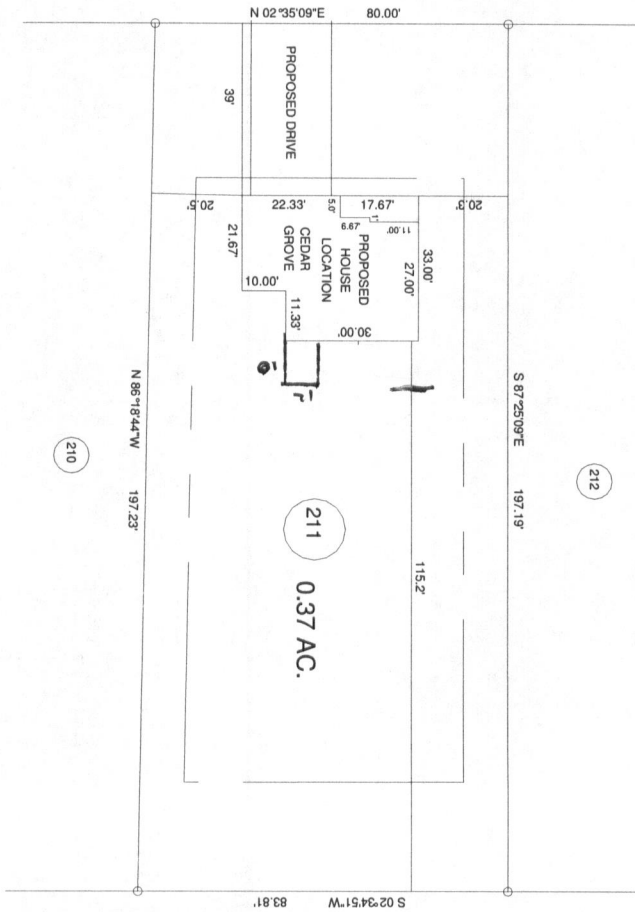 N 02°35'09"E 80.00'
39'
PROPOSED DRIVE
20.5'
22.33'
5.0'
17.67'
20.5'
9.67'
1'
11.00'
21.67'
CEDAR
GROVE
PROPOSED
HOUSE
LOCATION
33.00'
27.00'
10.00'
11.33'
30.00'
N 86°18'44"W 197.23'
S 87°25'09"E 197.19'
210
212
211
0.37 AC.
115.2'
S 02°34'51"W 83.81'